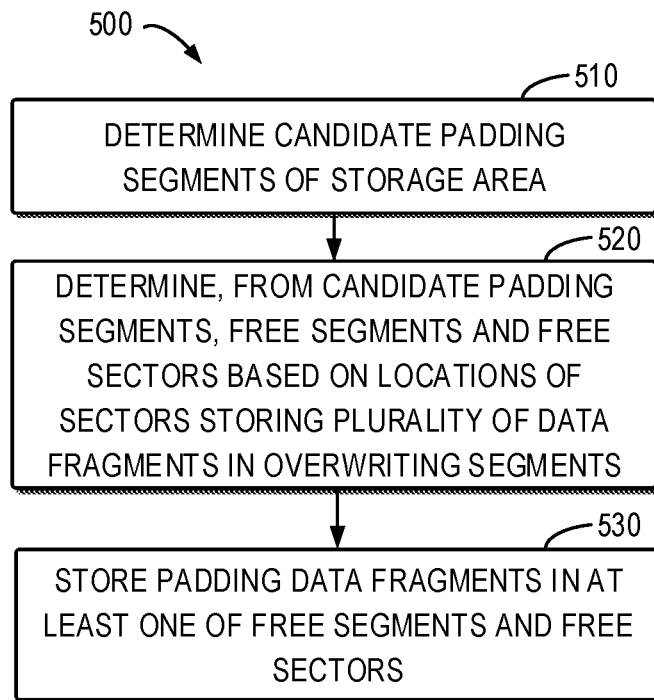 500
510
DETERMINE CANDIDATE PADDING
SEGMENTS OF STORAGE AREA
520
DETERMINE, FROM CANDIDATE PADDING
SEGMENTS, FREE SEGMENTS AND FREE
SECTORS BASED ON LOCATIONS OF
SECTORS STORING PLURALITY OF DATA
FRAGMENTS IN OVERWRITING SEGMENTS
530
STORE PADDING DATA FRAGMENTS IN AT
LEAST ONE OF FREE SEGMENTS AND FREE
SECTORS